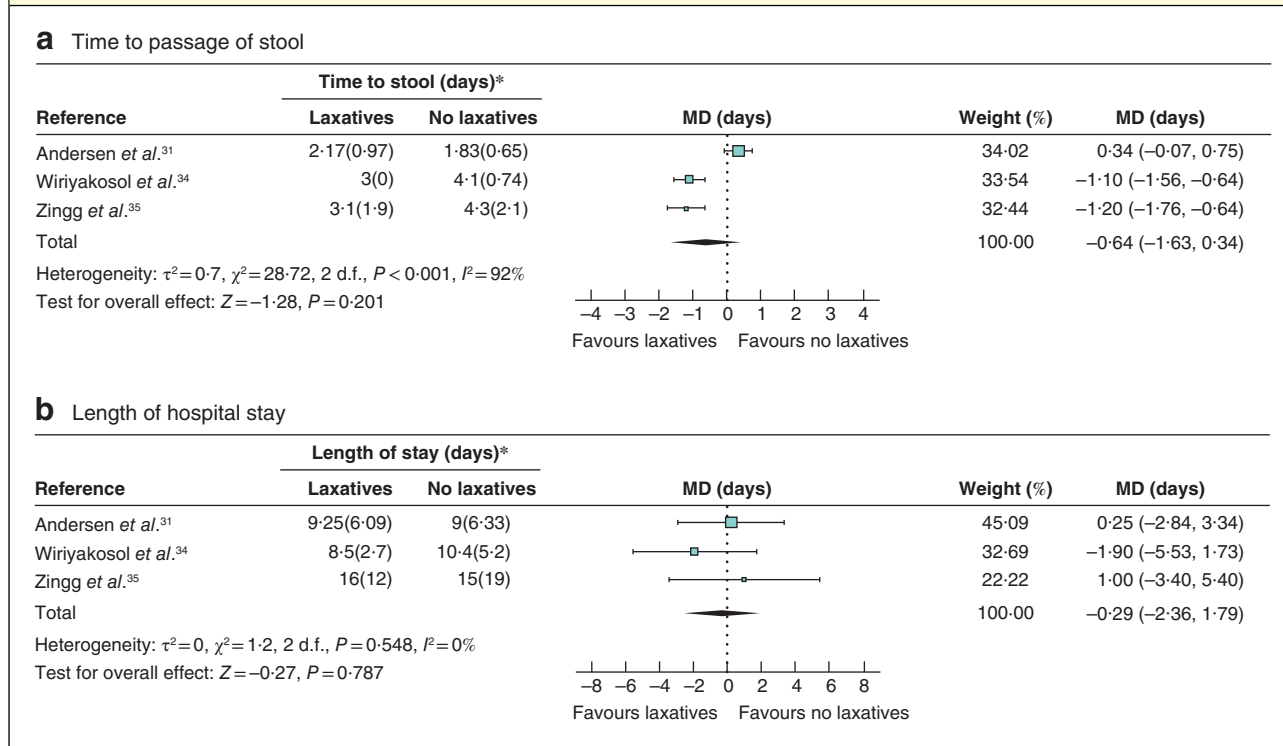 a Time to passage of stool
Time to stool (days)*
Reference Laxatives No laxatives MD (days) Weight (%) MD (days)
Andersen et al.³¹ 2·17(0·97) 1·83(0·65) 34·02 0·34 (–0·07, 0·75)
Wiriyakosol et al.³⁴ 3(0) 4·1(0·74) 33·54 –1·10 (–1·56, –0·64)
Zingg et al.³⁵ 3·1(1·9) 4·3(2·1) 32·44 –1·20 (–1·76, –0·64)
Total 100·00 –0·64 (–1·63, 0·34)
Heterogeneity: τ²=0·7, χ²=28·72, 2 d.f., P<0·001, I²=92%
Test for overall effect: Z=–1·28, P=0·201
–4 –3 –2 –1 0 1 2 3 4
Favours laxatives Favours no laxatives
b Length of hospital stay
Length of stay (days)*
Reference Laxatives No laxatives MD (days) Weight (%) MD (days)
Andersen et al.³¹ 9·25(6·09) 9(6·33) 45·09 0·25 (–2·84, 3·34)
Wiriyakosol et al.³⁴ 8·5(2·7) 10·4(5·2) 32·69 –1·90 (–5·53, 1·73)
Zingg et al.³⁵ 16(12) 15(19) 22·22 1·00 (–3·40, 5·40)
Total 100·00 –0·29 (–2·36, 1·79)
Heterogeneity: τ²=0, χ²=1·2, 2 d.f., P=0·548, I²=0%
Test for overall effect: Z=–0·27, P=0·787
–8 –6 –4 –2 0 2 4 6 8
Favours laxatives Favours no laxatives